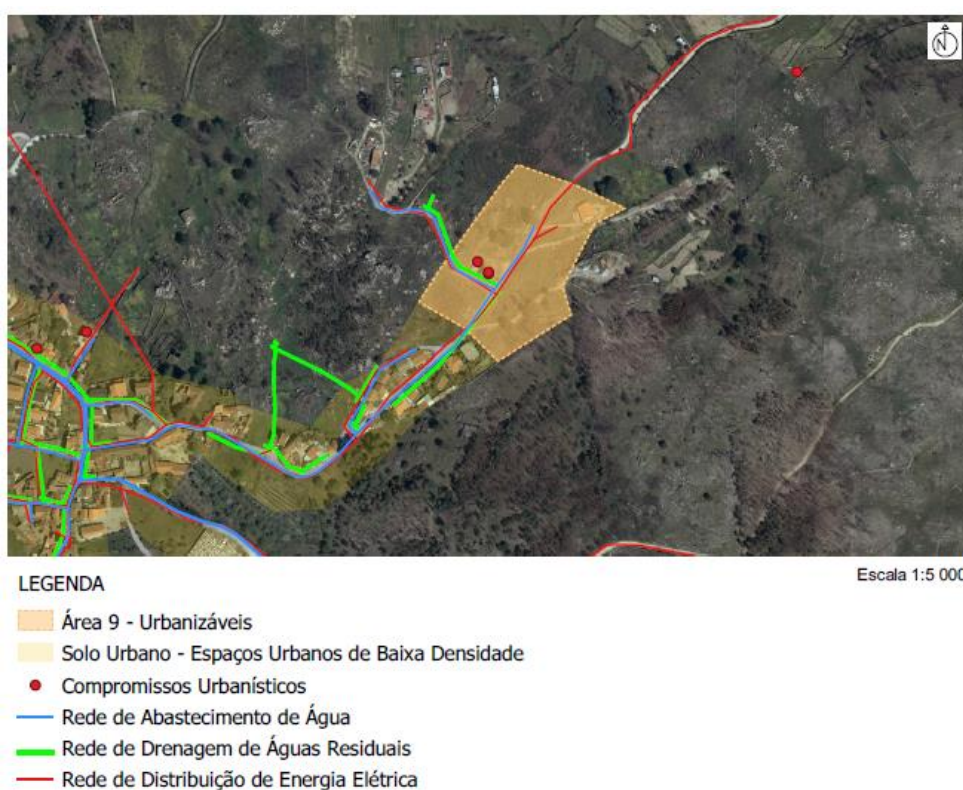 N
Escala 1:5 000
LEGENDA
Área 9 - Urbanizáveis
Solo Urbano - Espaços Urbanos de Baixa Densidade
Compromissos Urbanísticos
Rede de Abastecimento de Água
Rede de Drenagem de Águas Residuais
Rede de Distribuição de Energia Elétrica